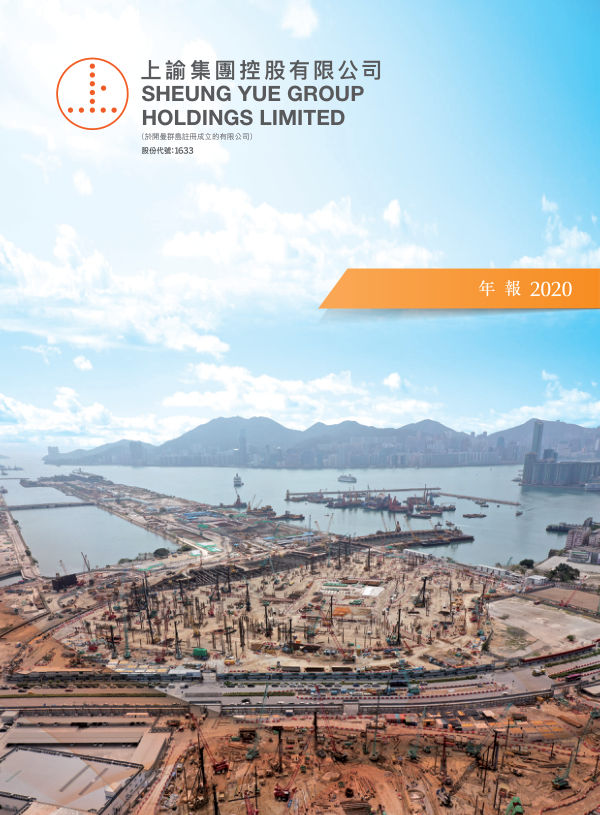 上諭集團控股有限公司
SHEUNG YUE GROUP
HOLDINGS LIMITED
(於開曼群島註冊成立的有限公司)
股份代號：1633
年報 2020